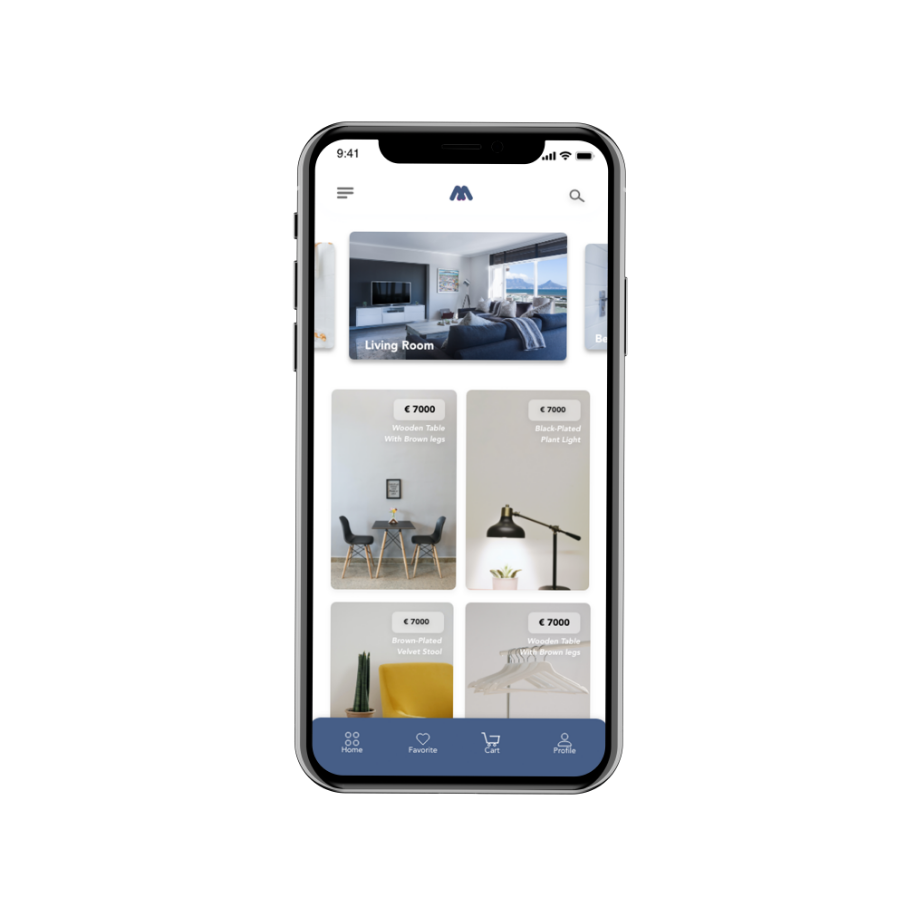 9:41
Living Room
Be
€ 7000
Wooden Table
With Brown legs
€ 7000
Black-Plated
Plant Light
€ 7000
Brown-Plated
Velvet Stool
€ 7000
Wooden Table
With Brown legs
Home
Favorite
Cart
Profile